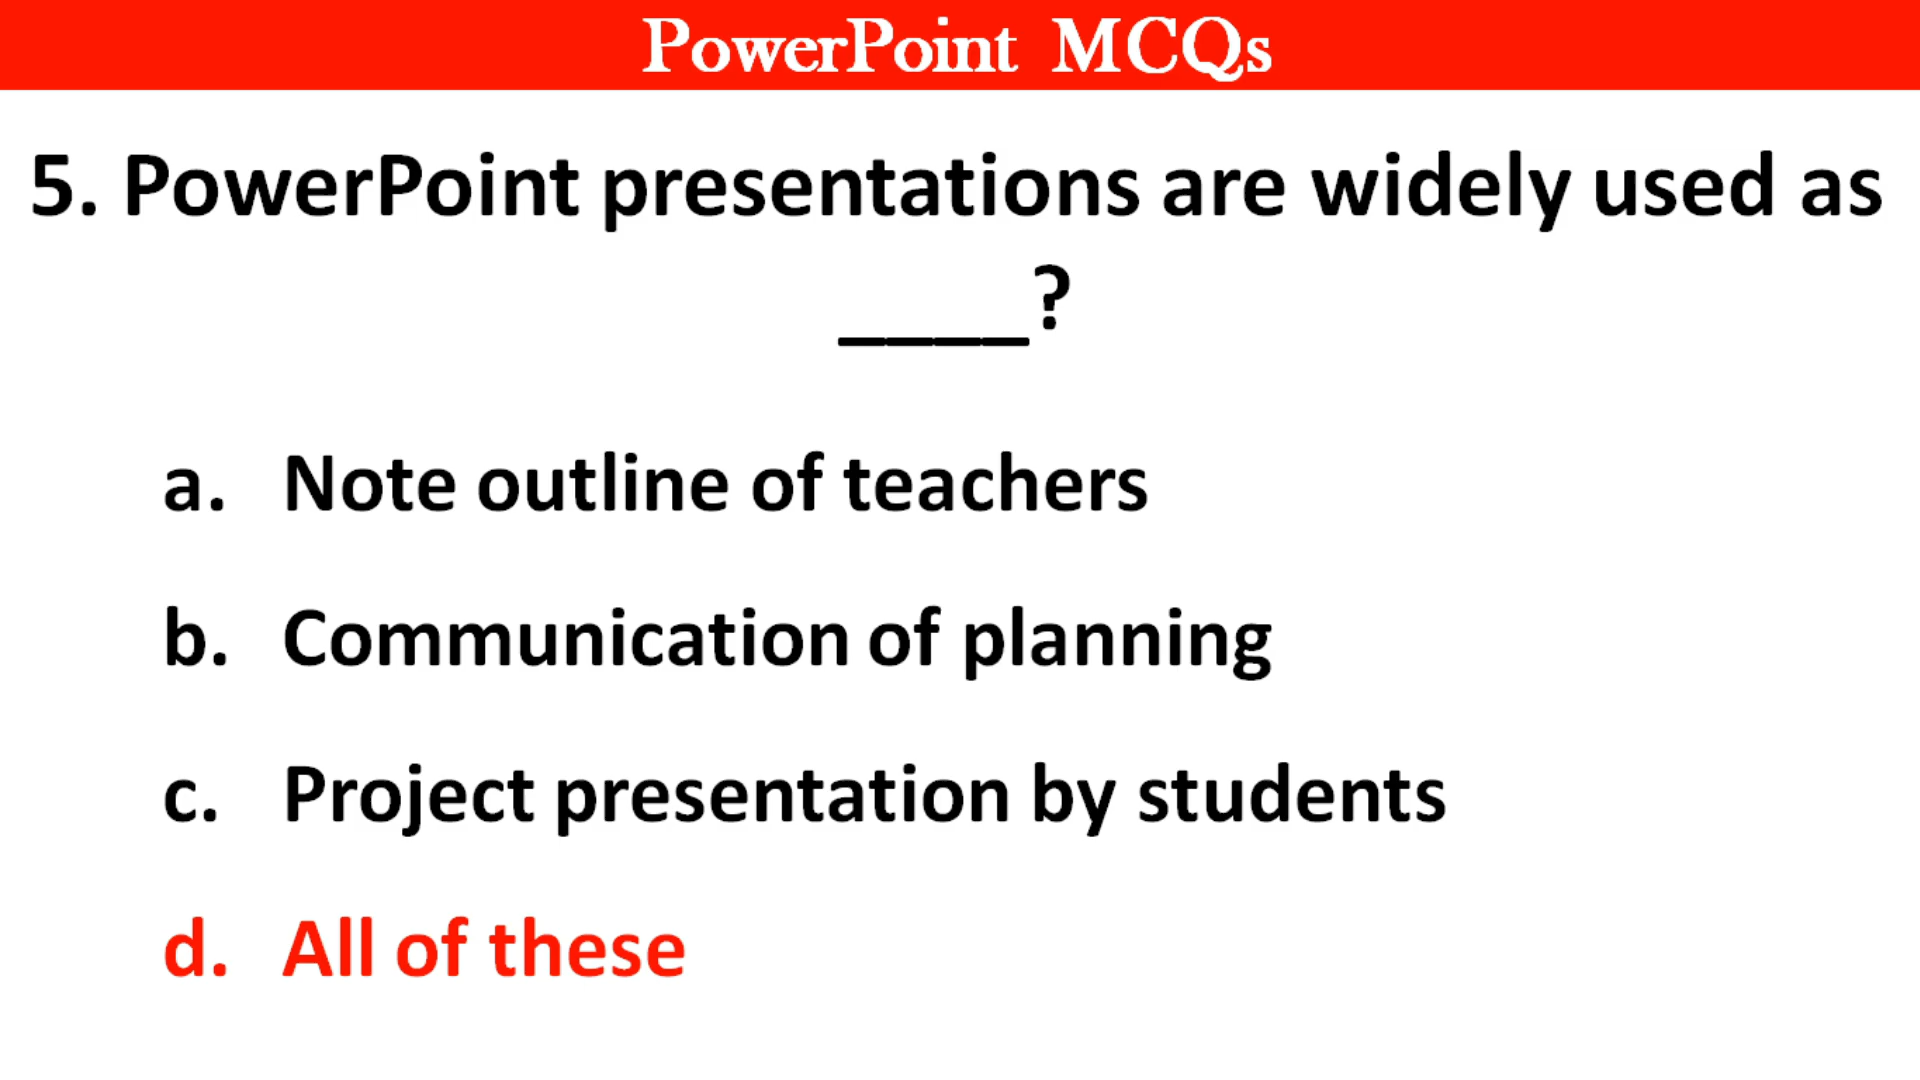 PowerPoint MCQs
5. PowerPoint presentations are widely used as
____?
a. Note outline of teachers
b. Communication of planning
c. Project presentation by students
d. All of these